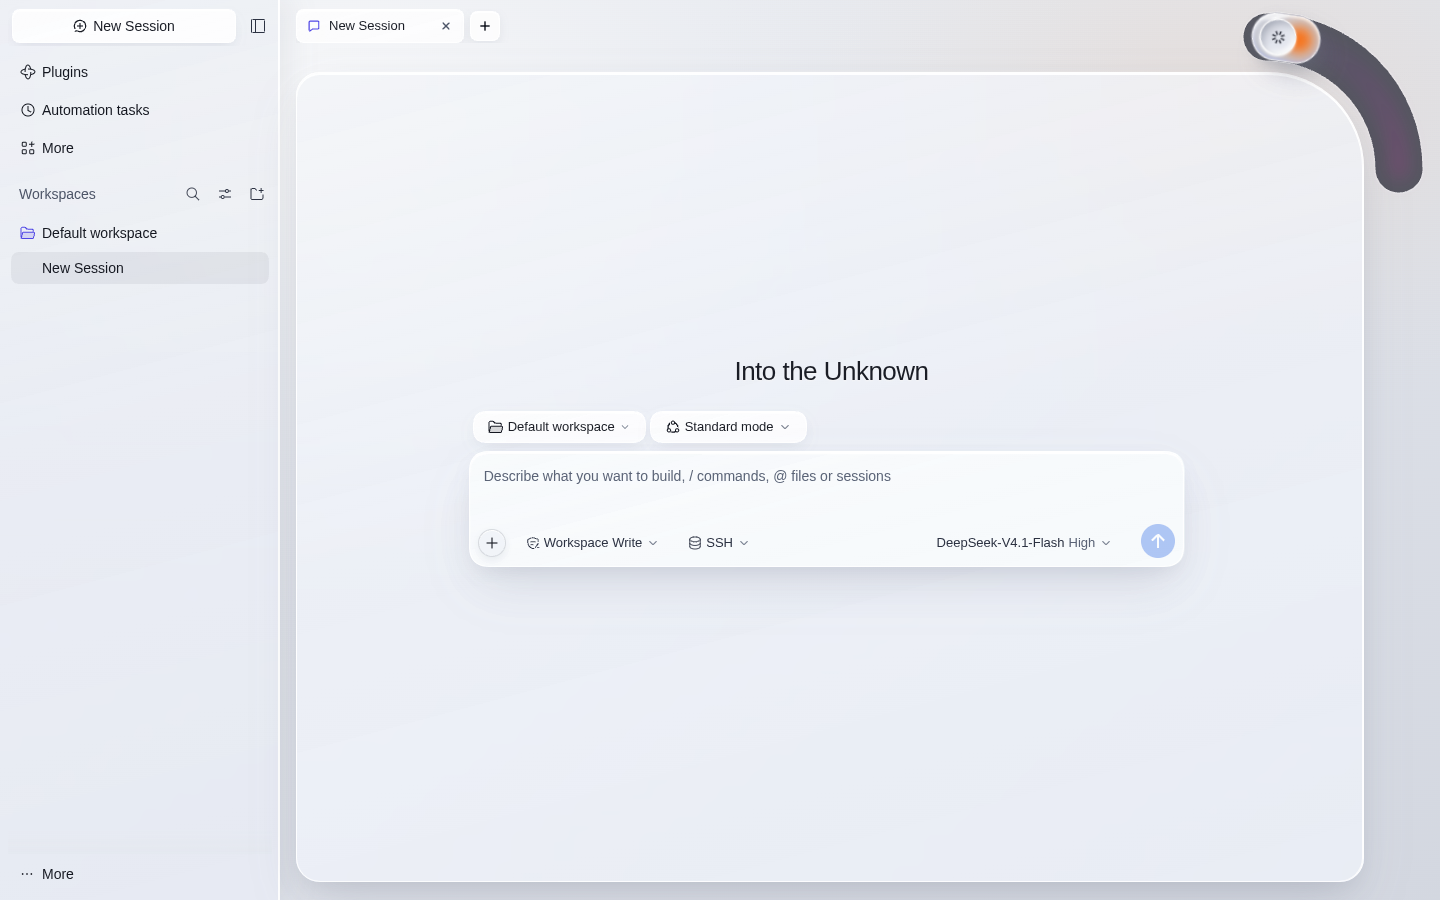 New Session
Plugins
Automation tasks
More
Workspaces
Default workspace
New Session
More
New Session
Into the Unknown
Default workspace
Standard mode
Describe what you want to build, / commands, @ files or sessions
Workspace Write
SSH
DeepSeek-V4.1-Flash High